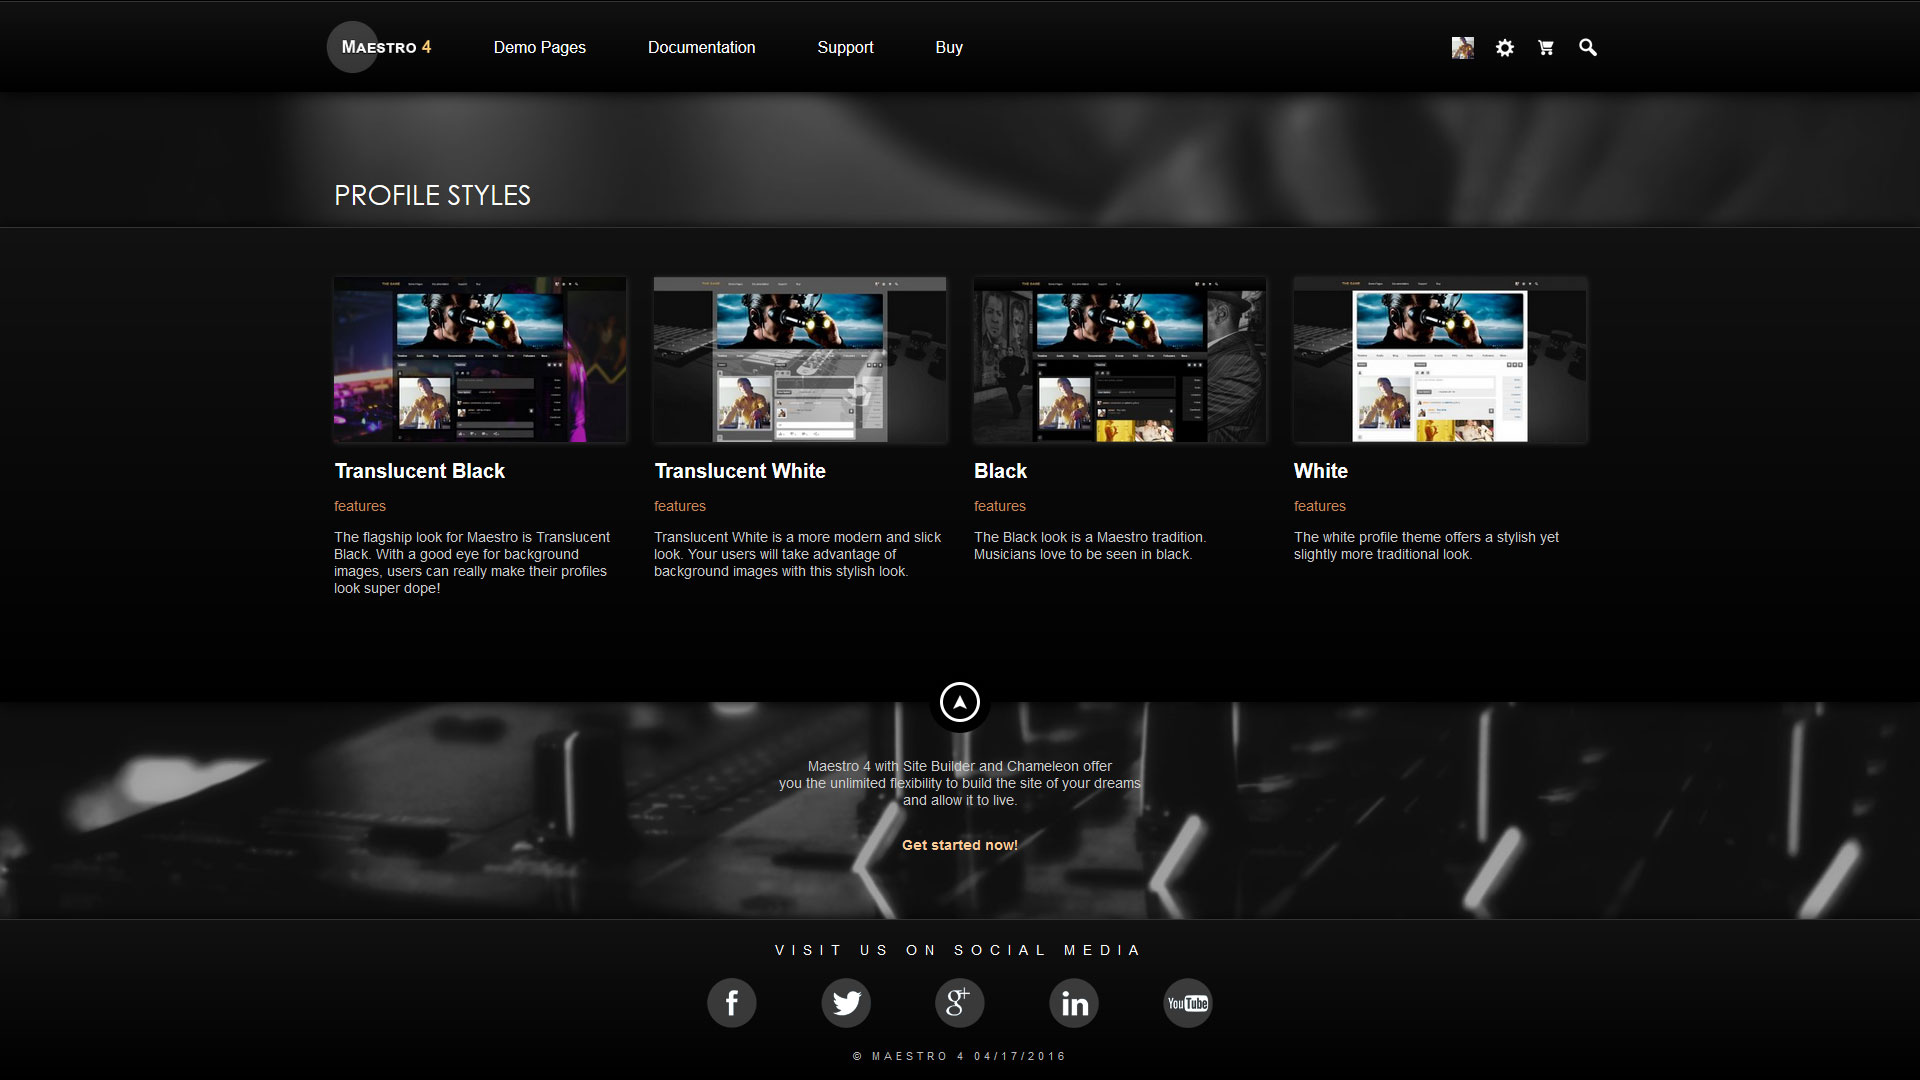 MAESTRO 4
Demo Pages
Documentation
Support
Buy
PROFILE STYLES
Translucent Black
features
The flagship look for Maestro is Translucent
Black. With a good eye for background
images, users can really make their profiles
look super dope!
Translucent White
features
Translucent White is a more modern and slick
look. Your users will take advantage of
background images with this stylish look.
Black
features
The Black look is a Maestro tradition.
Musicians love to be seen in black.
White
features
The white profile theme offers a stylish yet
slightly more traditional look.
Maestro 4 with Site Builder and Chameleon offer
you the unlimited flexibility to build the site of your dreams
and allow it to live.
Get started now!
VISIT US ON SOCIAL MEDIA
f
g+
in
YouTube
© MAESTRO 4 04/17/2016